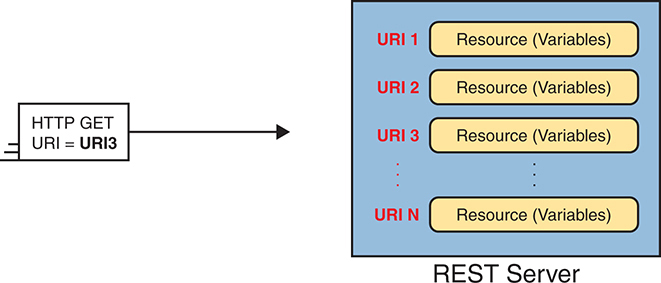 HTTP GET
URI = URI3
URI 1 Resource (Variables)
URI 2 Resource (Variables)
URI 3 Resource (Variables)
URI N Resource (Variables)
REST Server